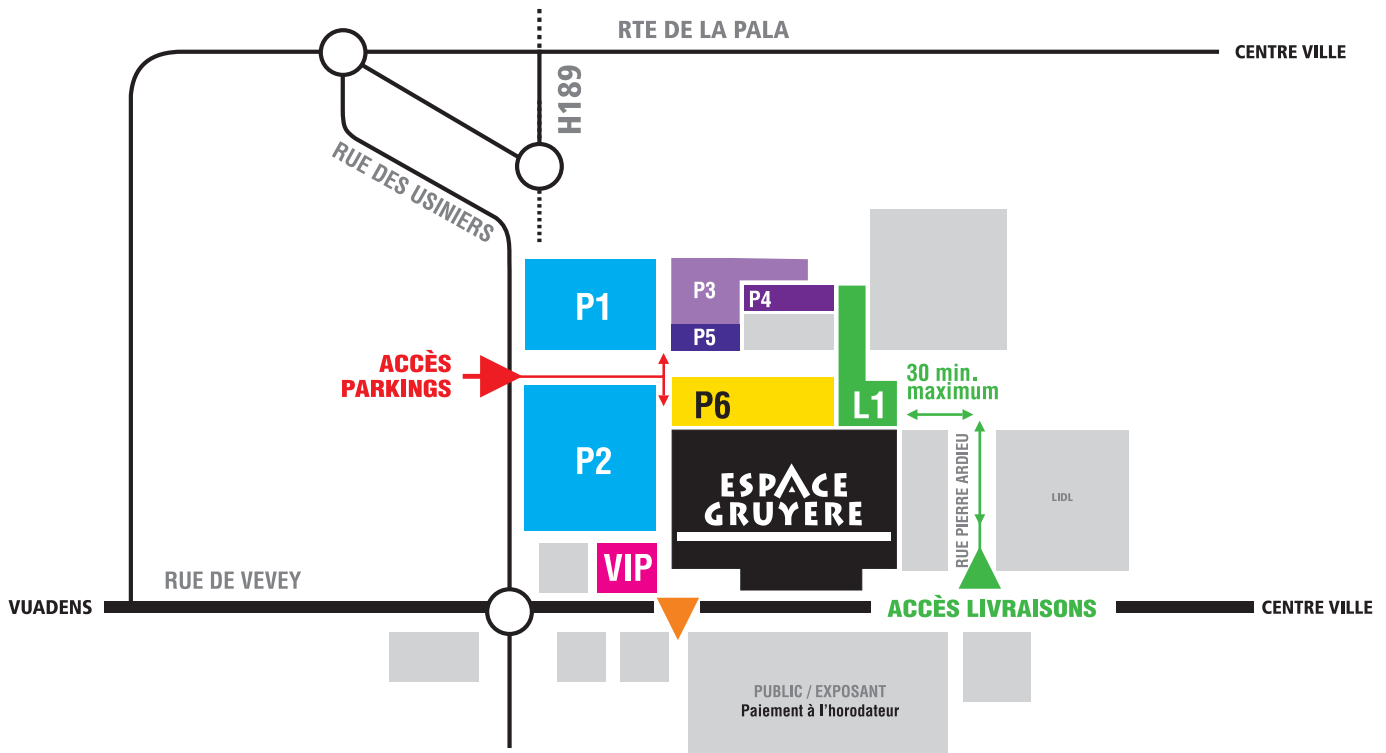 RTE DE LA PALA
CENTRE VILLE
H189
RUE DES USINIERS
P1
P3
P4
P5
ACCÈS
PARKINGS
P6
L1
30 min.
maximum
P2
ESPACE
GRUYERE
RUE PIERRE ARDIEU
LIDL
VIP
RUE DE VEVEY
VUADENS
ACCÈS LIVRAISONS
CENTRE VILLE
PUBLIC / EXPOSANT
Paiement à l'horodateur